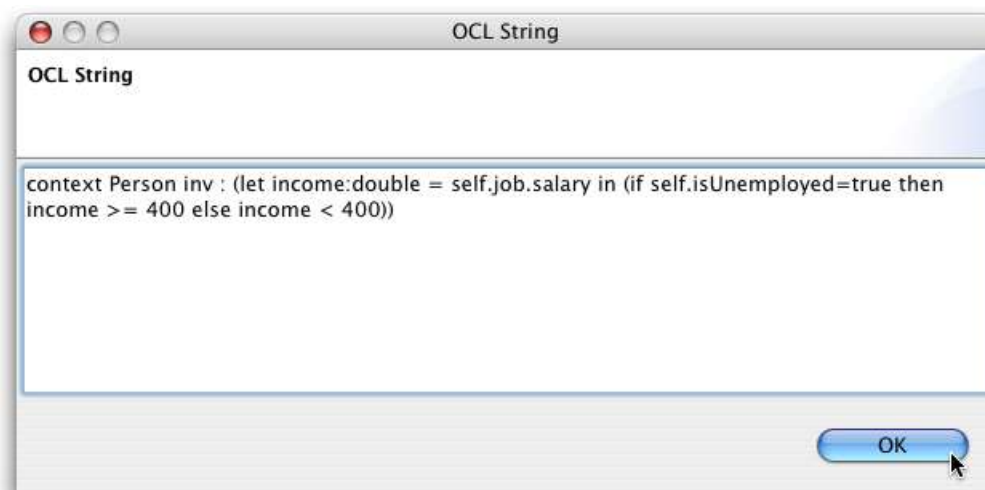 OCL String
OCL String
context Person inv : (let income:double = self.job.salary in (if self.isUnemployed=true then
income >= 400 else income < 400))
OK